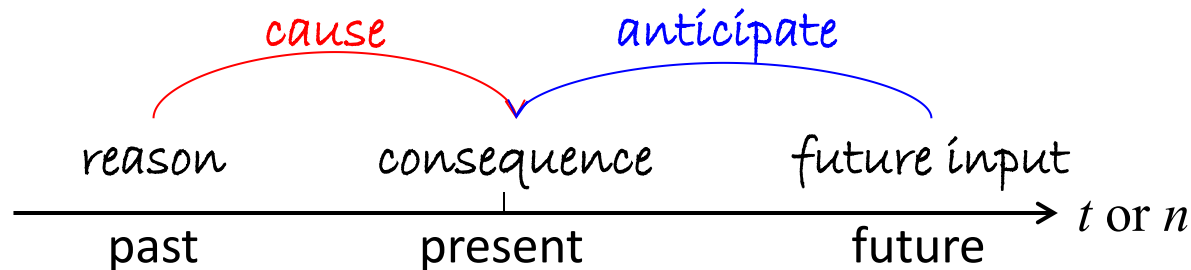 cause anticipate
reason consequence future input
t or n
past present future